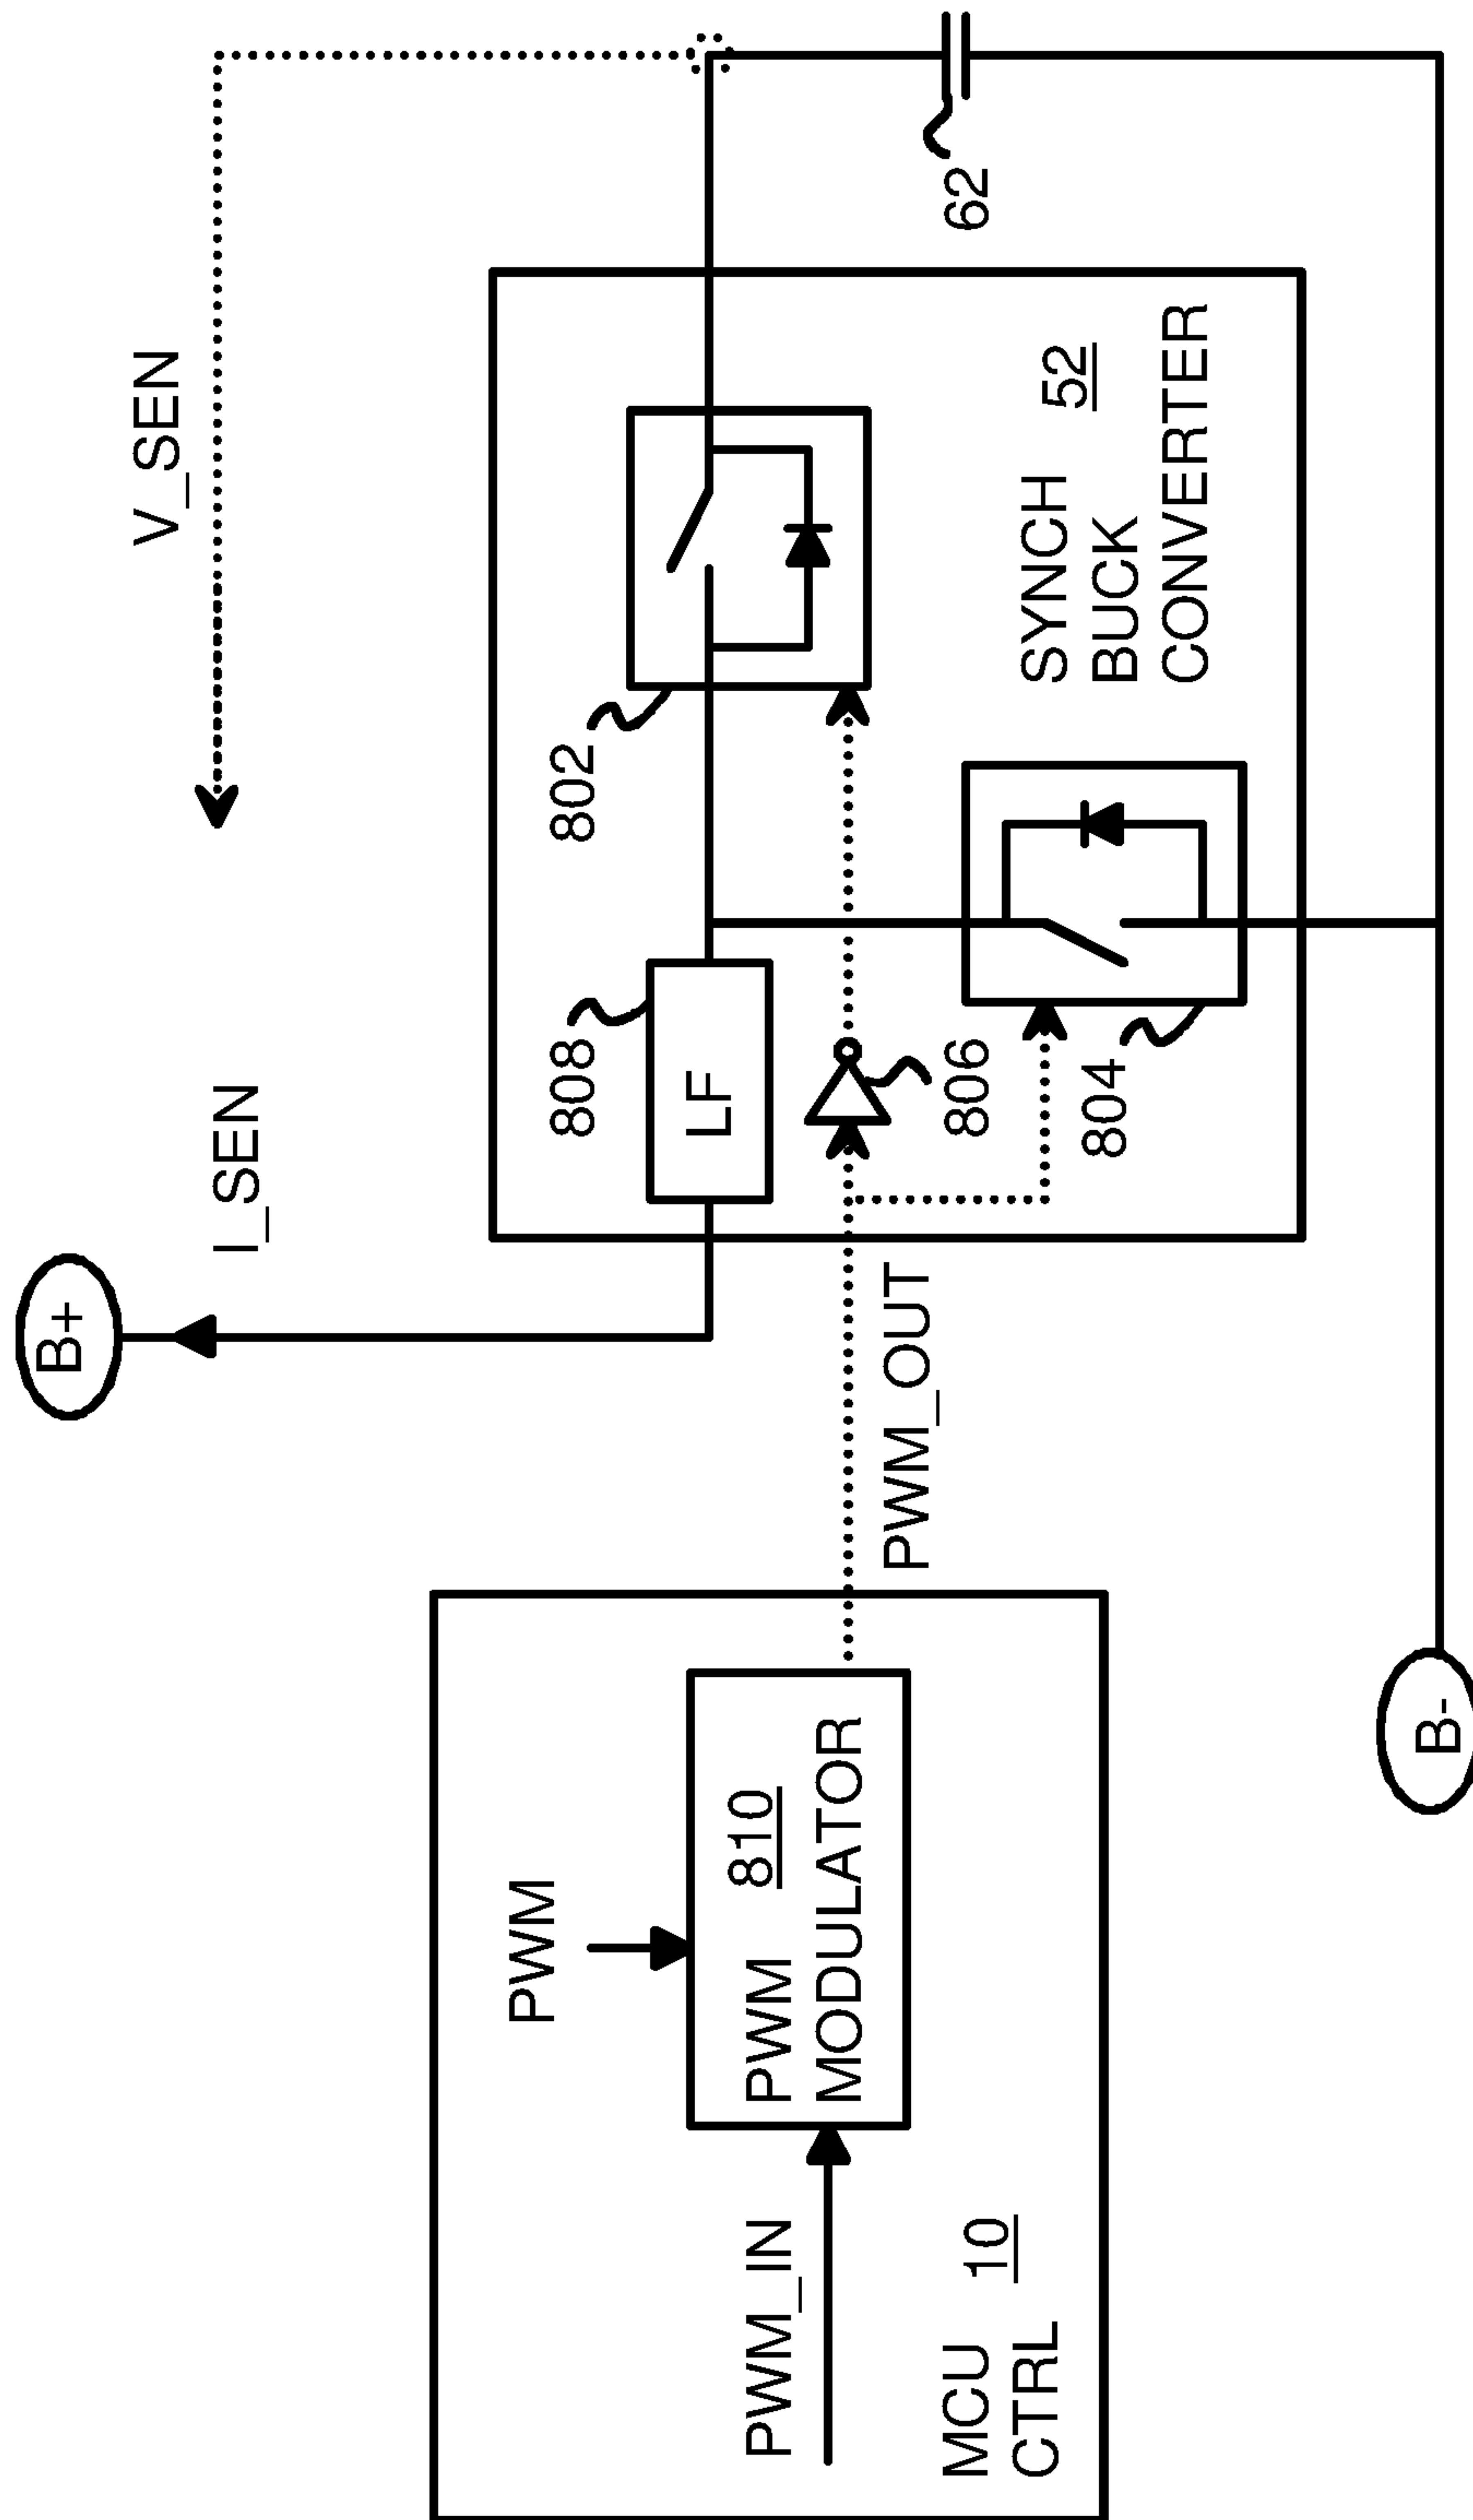 B+
I_SEN
V_SEN
PWM
808
802
LF
PWM_IN
PWM
810
MODULATOR
PWM_OUT
806
62
MCU
10
CTRL
804
SYNCH
52
BUCK
CONVERTER
B-